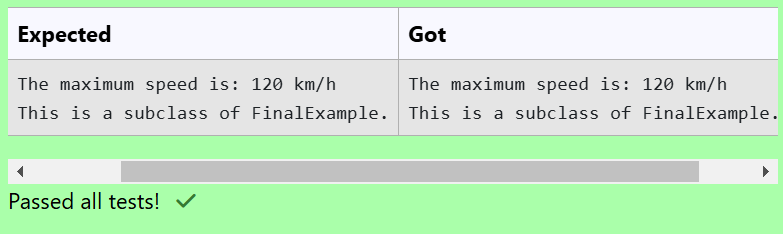 Expected Got
The maximum speed is: 120 km/h The maximum speed is: 120 km/h
This is a subclass of FinalExample. This is a subclass of FinalExample.
Passed all tests!